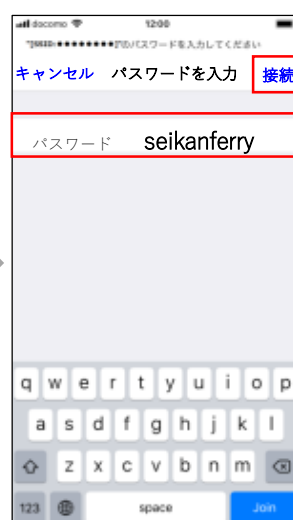 docomo 12:00
のパスワードを入力してください
キャンセル パスワードを入力 接続
パスワード seikanferry
q w e r t y u i o p
a s d f g h j k l
z x c v b n m
123 space Join